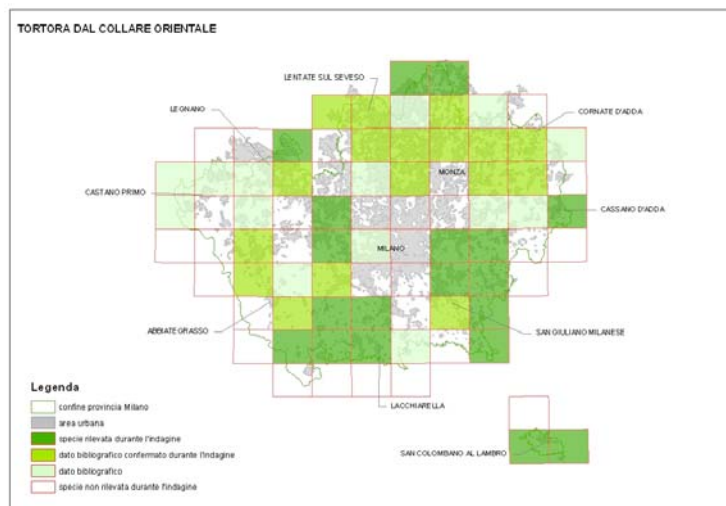 TORTORA DAL COLLARE ORIENTALE
LENTATE SUL SEVESO
LEGNANO
CORNATE D'ADDA
MONZA
CASTANO PRIMO
CASSANO D'ADDA
MILANO
ABBIATEGRASSO
SAN GIULIANO MILANESE
LACCHIARELLA
SAN COLOMBANO AL LAMBRO
Legenda
confine provincia Milano
area urbana
specie rilevata durante l'indagine
dato bibliografico confermato durante l'indagine
dato bibliografico
specie non rilevata durante l'indagine